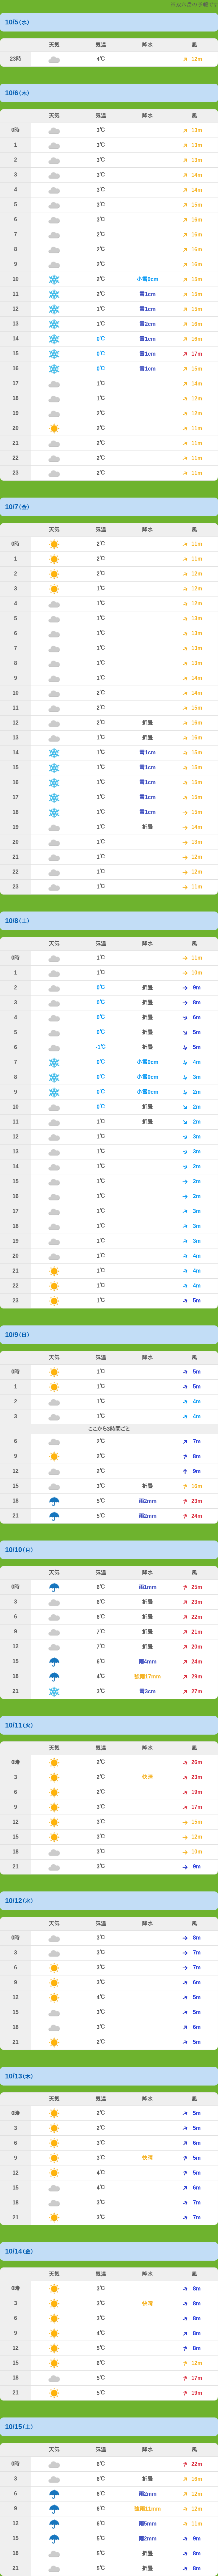 10/5(水)
天気 気温 降水 風
23時 4℃ 12m
10/6(木)
天気 気温 降水 風
0時 3℃ 13m
1 3℃ 13m
2 3℃ 13m
3 3℃ 14m
4 3℃ 14m
5 3℃ 15m
6 3℃ 16m
7 2℃ 16m
8 2℃ 16m
9 2℃ 16m
10 2℃ 小雪0cm 15m
11 2℃ 雪1cm 15m
12 1℃ 雪1cm 15m
13 1℃ 雪2cm 16m
14 0℃ 雪1cm 16m
15 0℃ 雪1cm 17m
16 0℃ 雪1cm 15m
17 1℃ 14m
18 1℃ 12m
19 2℃ 12m
20 2℃ 11m
21 2℃ 11m
22 2℃ 11m
23 2℃ 11m
10/7(金)
天気 気温 降水 風
0時 2℃ 11m
1 2℃ 11m
2 2℃ 12m
3 1℃ 12m
4 1℃ 12m
5 1℃ 13m
6 1℃ 13m
7 1℃ 13m
8 1℃ 13m
9 1℃ 14m
10 2℃ 14m
11 2℃ 15m
12 2℃ 折曇 16m
13 1℃ 折曇 16m
14 1℃ 雪1cm 15m
15 1℃ 雪1cm 15m
16 1℃ 雪1cm 15m
17 1℃ 雪1cm 15m
18 1℃ 雪1cm 15m
19 1℃ 折曇 14m
20 1℃ 13m
21 1℃ 12m
22 1℃ 12m
23 1℃ 11m
10/8(土)
天気 気温 降水 風
0時 1℃ 11m
1 1℃ 10m
2 0℃ 折曇 9m
3 0℃ 折曇 8m
4 0℃ 折曇 6m
5 0℃ 折曇 5m
6 -1℃ 折曇 5m
7 0℃ 小雪0cm 4m
8 0℃ 小雪0cm 3m
9 0℃ 小雪0cm 2m
10 0℃ 折曇 2m
11 1℃ 折曇 2m
12 1℃ 3m
13 1℃ 3m
14 1℃ 2m
15 1℃ 2m
16 1℃ 2m
17 1℃ 3m
18 1℃ 3m
19 1℃ 3m
20 1℃ 4m
21 1℃ 4m
22 1℃ 4m
23 1℃ 5m
10/9(日)
天気 気温 降水 風
0時 1℃ 5m
1 1℃ 5m
2 1℃ 4m
3 1℃ 4m
ここから3時間ごと
6 2℃ 7m
9 2℃ 8m
12 2℃ 9m
15 3℃ 折曇 16m
18 5℃ 雨2mm 23m
21 5℃ 雨2mm 24m
10/10(月)
天気 気温 降水 風
0時 6℃ 雨1mm 25m
3 6℃ 折曇 23m
6 6℃ 折曇 22m
9 7℃ 折曇 21m
12 7℃ 折曇 20m
15 6℃ 雨4mm 24m
18 4℃ 強雨17mm 29m
21 3℃ 雪3cm 27m
10/11(火)
天気 気温 降水 風
0時 2℃ 26m
3 2℃ 快晴 23m
6 2℃ 19m
9 3℃ 17m
12 3℃ 15m
15 3℃ 12m
18 3℃ 10m
21 3℃ 9m
10/12(水)
天気 気温 降水 風
0時 3℃ 8m
3 3℃ 7m
6 3℃ 7m
9 3℃ 6m
12 4℃ 5m
15 3℃ 5m
18 3℃ 6m
21 2℃ 5m
10/13(木)
天気 気温 降水 風
0時 2℃ 5m
3 2℃ 5m
6 3℃ 6m
9 3℃ 快晴 5m
12 4℃ 5m
15 4℃ 6m
18 3℃ 7m
21 3℃ 7m
10/14(金)
天気 気温 降水 風
0時 3℃ 8m
3 3℃ 快晴 8m
6 3℃ 8m
9 4℃ 8m
12 5℃ 8m
15 6℃ 12m
18 5℃ 17m
21 5℃ 19m
10/15(土)
天気 気温 降水 風
0時 6℃ 22m
3 6℃ 折曇 15m
6 6℃ 雨2mm 12m
9 6℃ 強雨11mm 12m
12 6℃ 雨5mm 11m
15 5℃ 雨2mm 9m
18 5℃ 折曇 8m
21 5℃ 折曇 8m